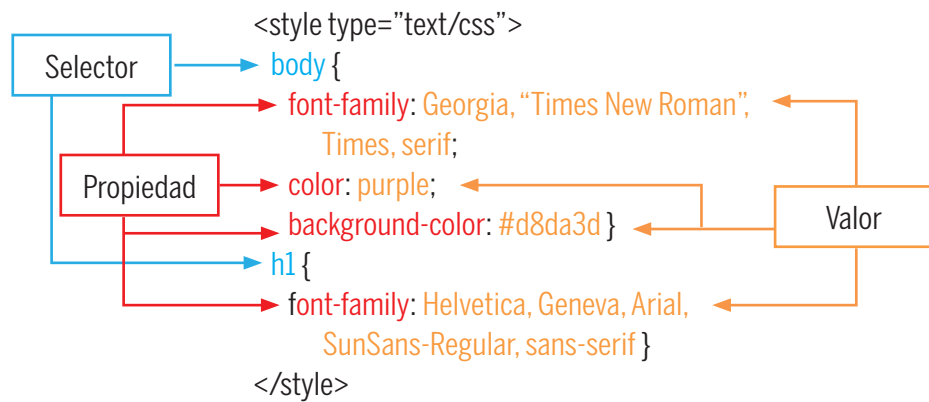 <style type=”text/css”>
Selector
body {
font-family: Georgia, “Times New Roman”,
Times, serif;
Propiedad
color: purple;
background-color: #d8da3d }
Valor
h1 {
font-family: Helvetica, Geneva, Arial,
SunSans-Regular, sans-serif }
</style>